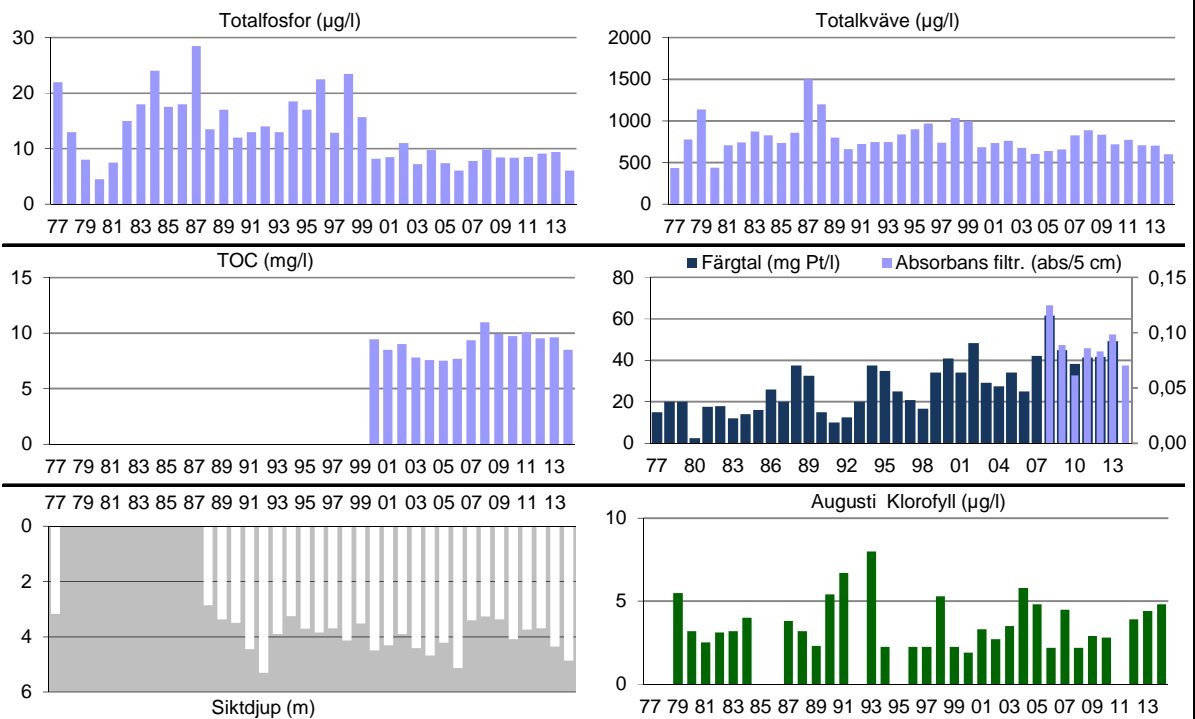 Totalfosfor (µg/l)
30
20
10
0
77 79 81 83 85 87 89 91 93 95 97 99 01 03 05 07 09 11 13
Totalkväve (µg/l)
2000
1500
1000
500
0
77 79 81 83 85 87 89 91 93 95 97 99 01 03 05 07 09 11 13
TOC (mg/l)
15
10
5
0
77 79 81 83 85 87 89 91 93 95 97 99 01 03 05 07 09 11 13
Färgtal (mg Pt/l) Absorbans filtr. (abs/5 cm)
80
60
40
20
0
0,15
0,10
0,05
0,00
77 80 83 86 89 92 95 98 01 04 07 10 13
77 79 81 83 85 87 89 91 93 95 97 99 01 03 05 07 09 11 13
0
2
4
6
Siktdjup (m)
Augusti Klorofyll (µg/l)
10
5
0
77 79 81 83 85 87 89 91 93 95 97 99 01 03 05 07 09 11 13